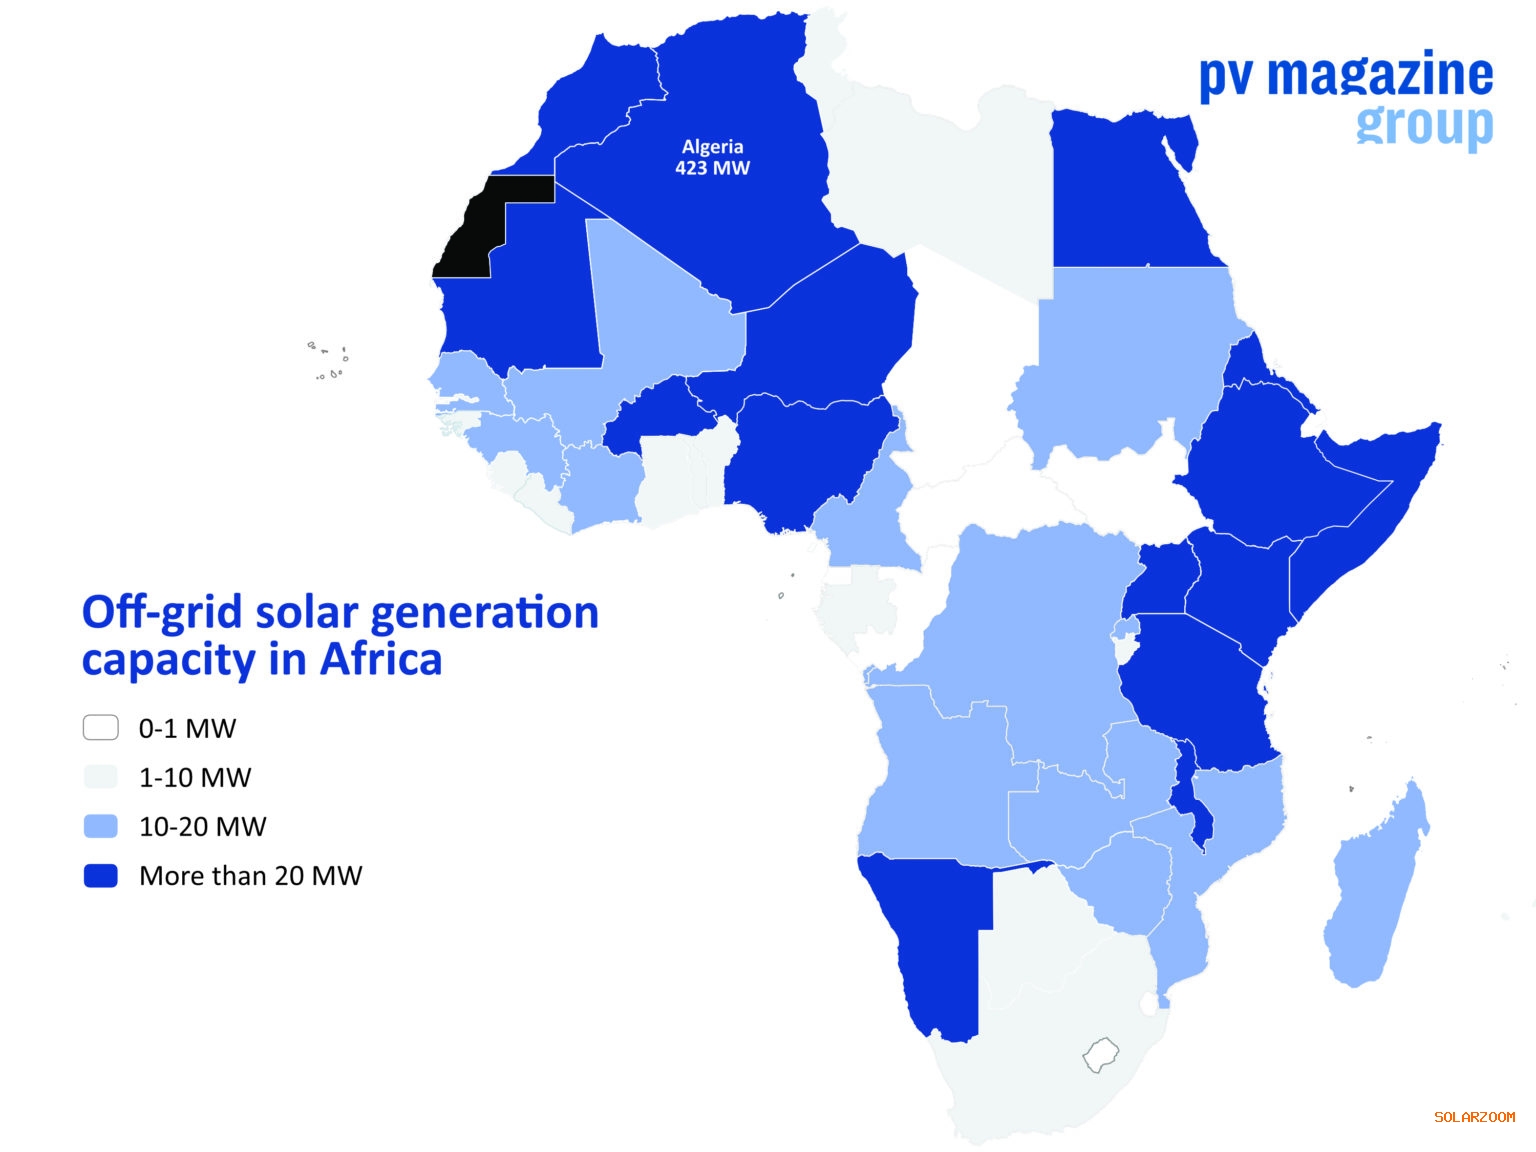 pv magazine
group
Algeria
423 MW
Off-grid solar generation
capacity in Africa
0-1 MW
1-10 MW
10-20 MW
More than 20 MW
SOLARZOOM